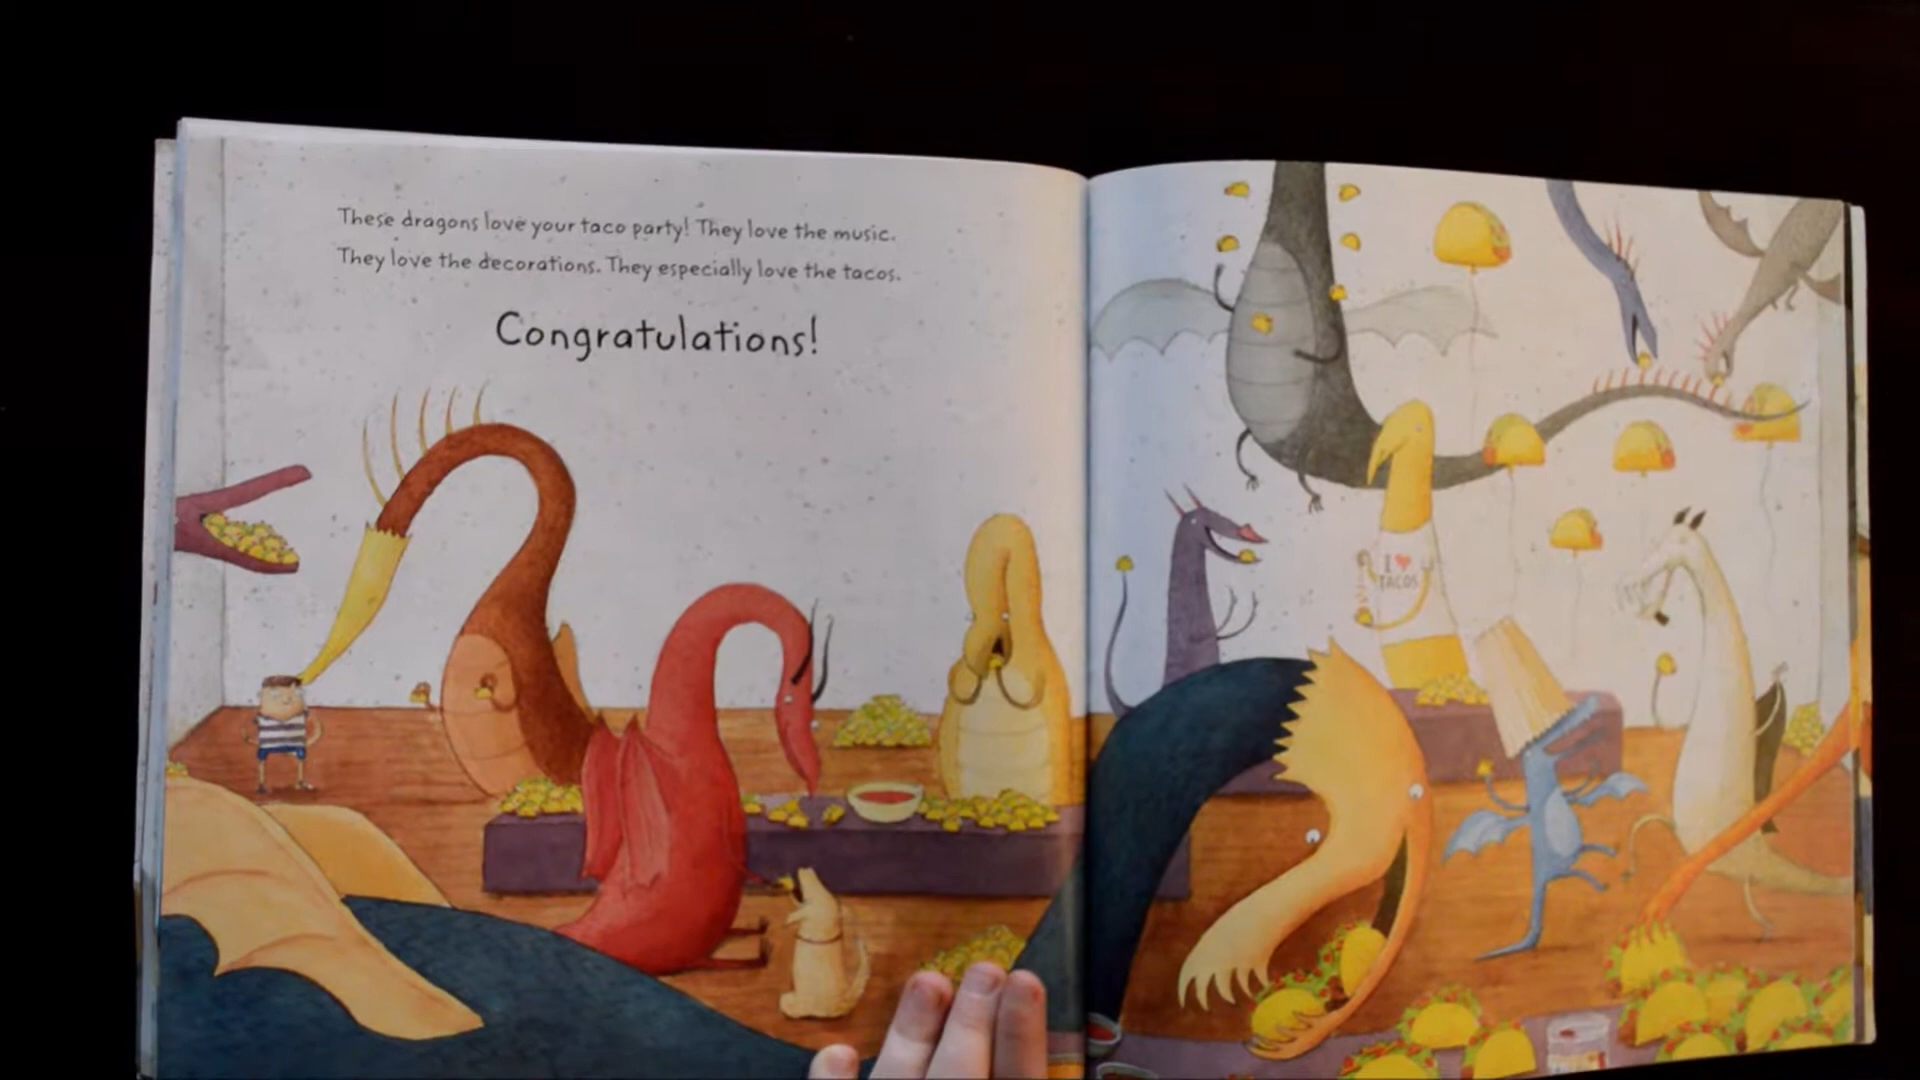 These dragons love your taco party! They love the music.
They love the decorations. They especially love the tacos.
Congratulations!
I ♥
TACOS